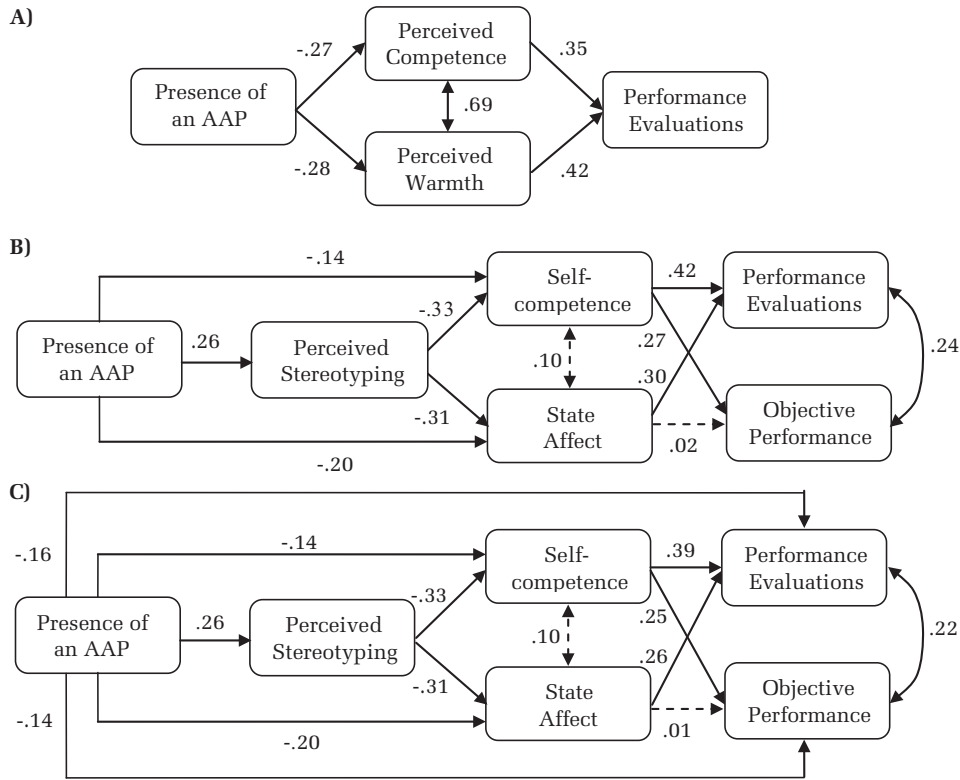 A)
Presence of
an AAP
-.27
-.28
Perceived
Competence
.69
Perceived
Warmth
.35
.42
Performance
Evaluations
B)
Presence of
an AAP
-.14
.26
-.20
Perceived
Stereotyping
-.33
-.31
Self-
competence
.10
State
Affect
.42
.27
.30
.02
Performance
Evaluations
Objective
Performance
.24
C)
-.16
-.14
Presence of
an AAP
-.14
.26
-.20
Perceived
Stereotyping
-.33
-.31
Self-
competence
.10
State
Affect
.39
.25
.26
.01
Performance
Evaluations
Objective
Performance
.22